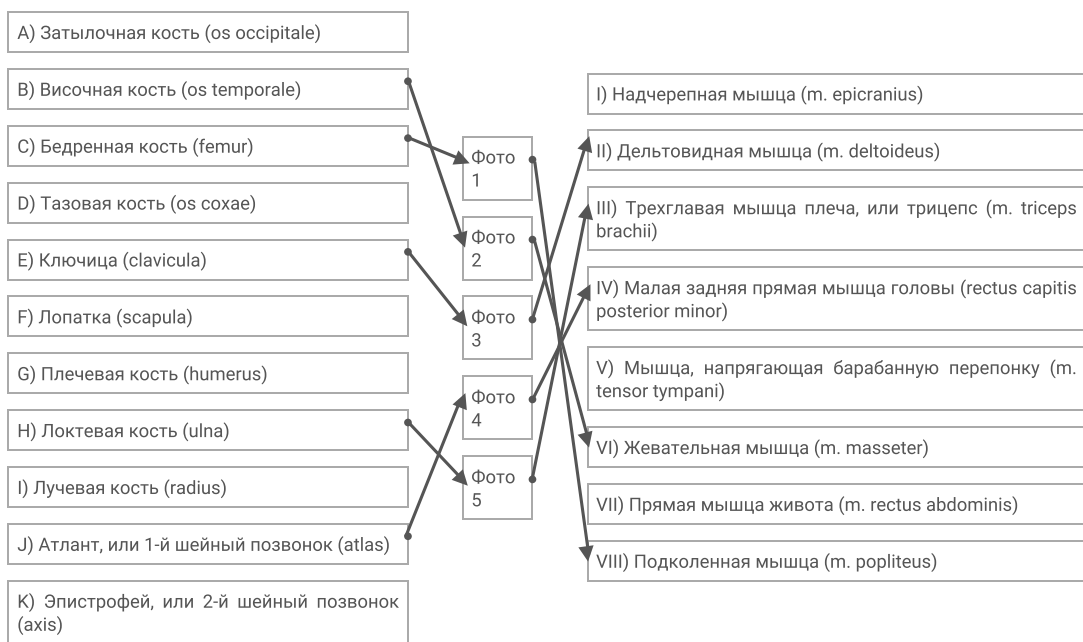 A) Затылочная кость (os occipitale)
B) Височная кость (os temporale)
C) Бедренная кость (femur)
D) Тазовая кость (os coxae)
E) Ключица (clavicula)
F) Лопатка (scapula)
G) Плечевая кость (humerus)
H) Локтевая кость (ulna)
I) Лучевая кость (radius)
J) Атлант, или 1-й шейный позвонок (atlas)
K) Эпистрофей, или 2-й шейный позвонок
(axis)
Фото
1
Фото
2
Фото
3
Фото
4
Фото
5
I) Надчерепная мышца (m. epicranius)
II) Дельтовидная мышца (m. deltoideus)
III) Трехглавая мышца плеча, или трицепс (m. triceps
brachii)
IV) Малая задняя прямая мышца головы (rectus capitis
posterior minor)
V) Мышца, напрягающая барабанную перепонку (m.
tensor tympani)
VI) Жевательная мышца (m. masseter)
VII) Прямая мышца живота (m. rectus abdominis)
VIII) Подколенная мышца (m. popliteus)